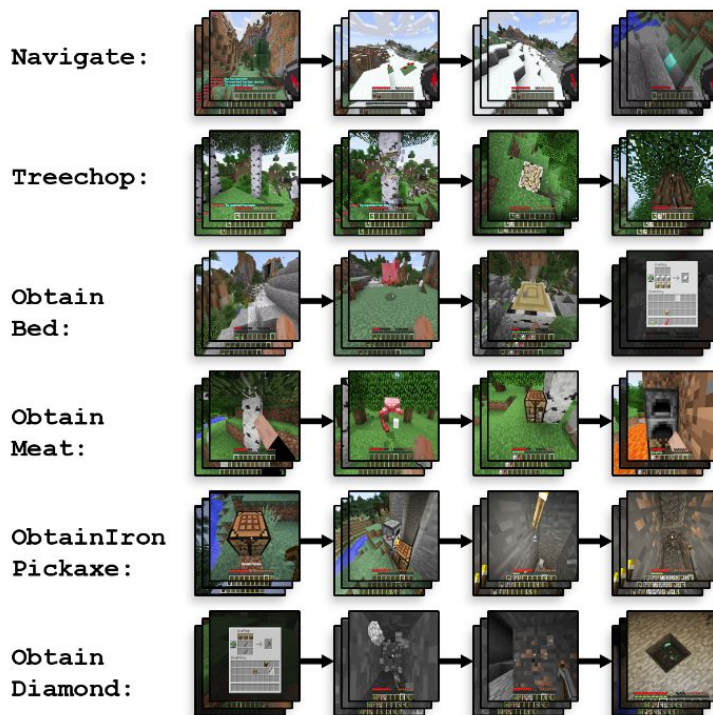 Navigate:
Treechop:
Obtain
Bed:
Obtain
Meat:
ObtainIron
Pickaxe:
Obtain
Diamond: